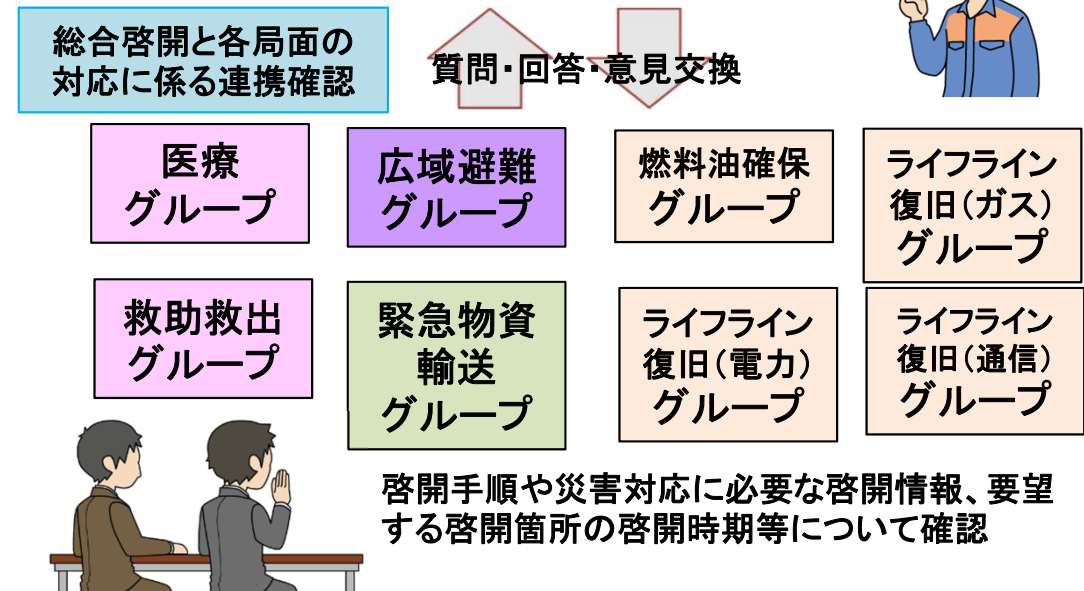 総合啓開と各局面の
対応に係る連携確認
質問・回答・意見交換
医療
グループ
広域避難
グループ
燃料油確保
グループ
ライフライン
復旧（ガス）
グループ
救助救出
グループ
緊急物資
輸送
グループ
ライフライン
復旧（電力）
グループ
ライフライン
復旧（通信）
グループ
啓開手順や災害対応に必要な啓開情報、要望
する啓開箇所の啓開時期等について確認